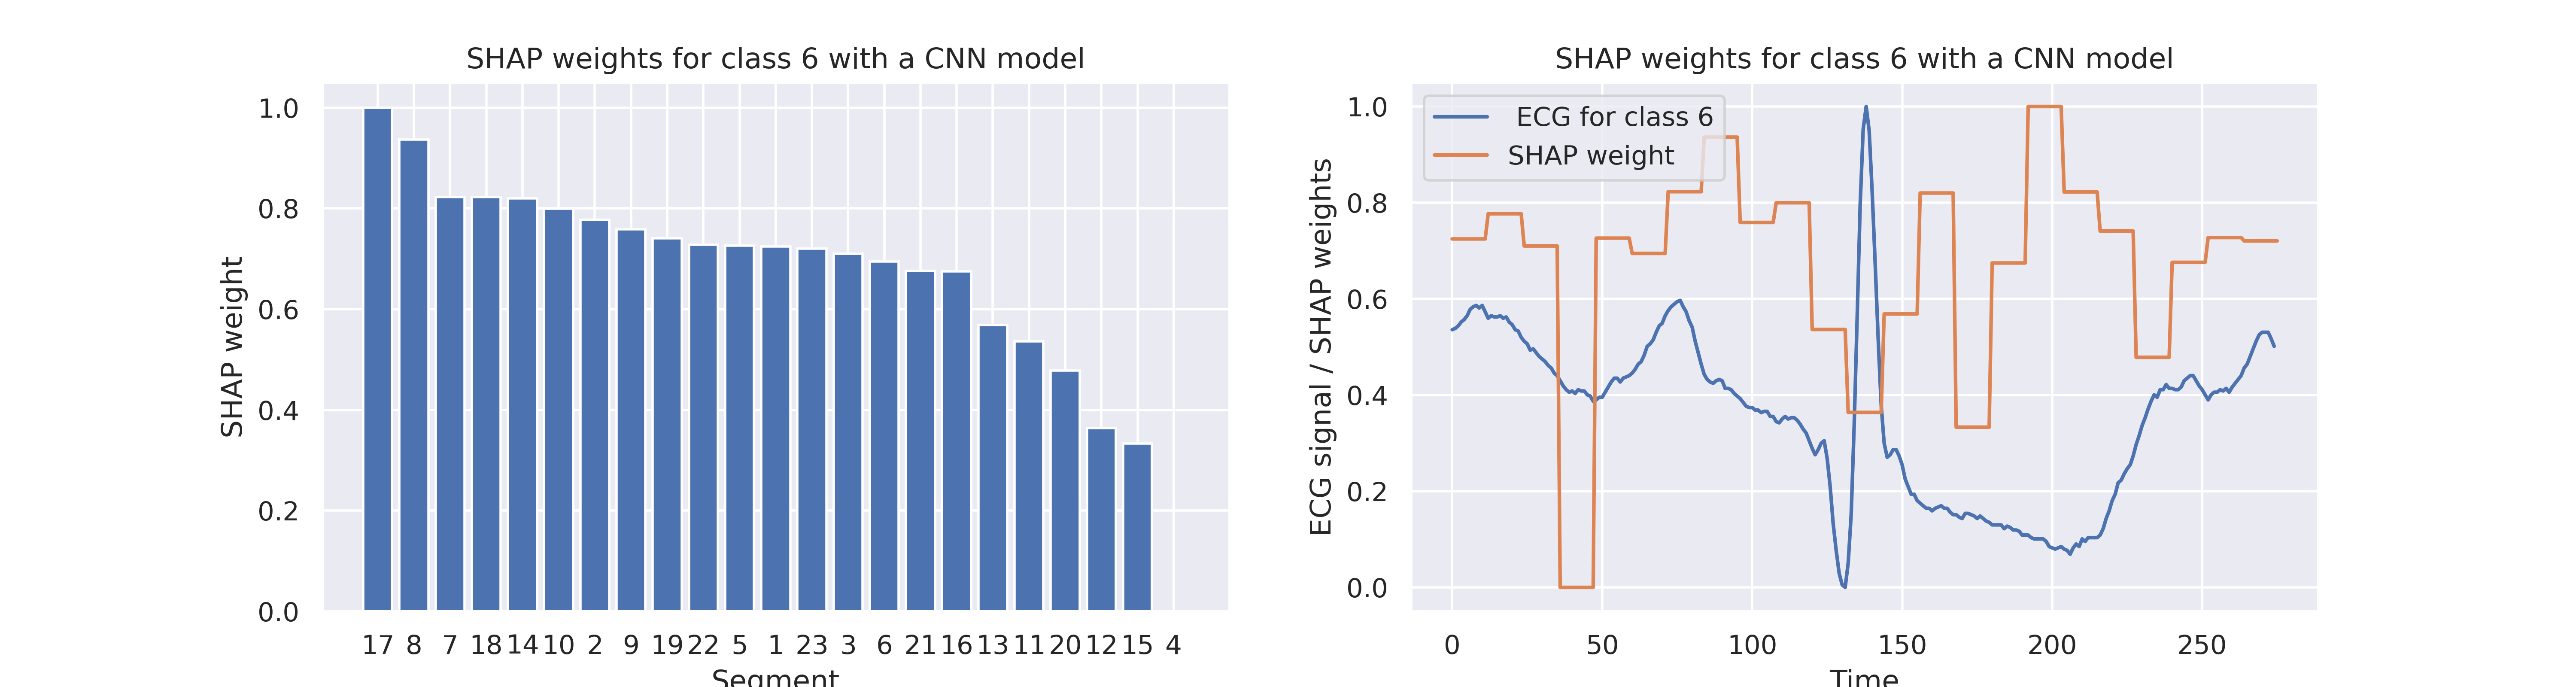 SHAP weights for class 6 with a CNN model
1.0
0.8
0.6
0.4
0.2
0.0
SHAP weight
17 8 7 18 14 10 2 9 19 22 5 1 23 3 6 21 16 13 11 20 12 15 4
Segment
SHAP weights for class 6 with a CNN model
ECG for class 6
SHAP weight
1.0
0.8
0.6
0.4
0.2
0.0
ECG signal / SHAP weights
0 50 100 150 200 250
Time